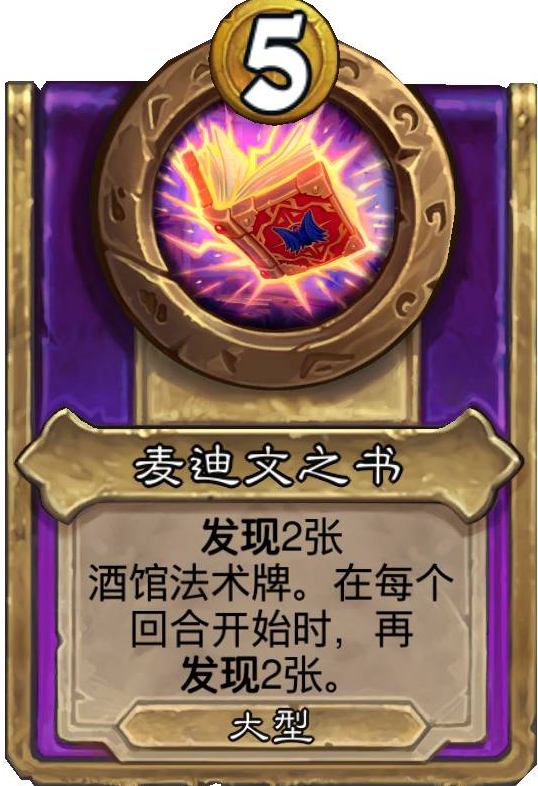 5
麦迪文之书
发现2张
酒馆法术牌。在每个
回合开始时，再
发现2张。
大型